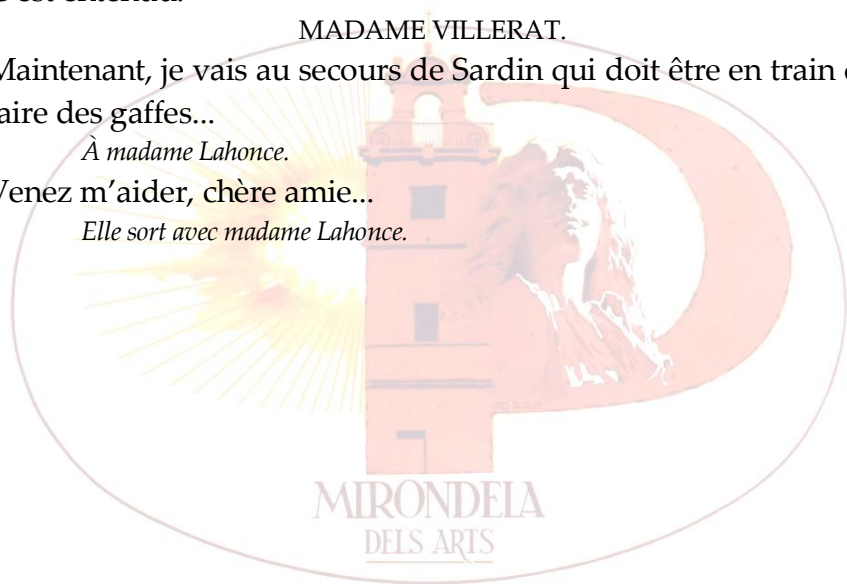 MADAME VILLERAT.
Maintenant, je vais au secours de Sardin qui doit être en train
faire des gaffes...
À madame Lahonce.
Venez m'aider, chère amie...
Elle sort avec madame Lahonce.
MIRONDELA
DELS ARTS